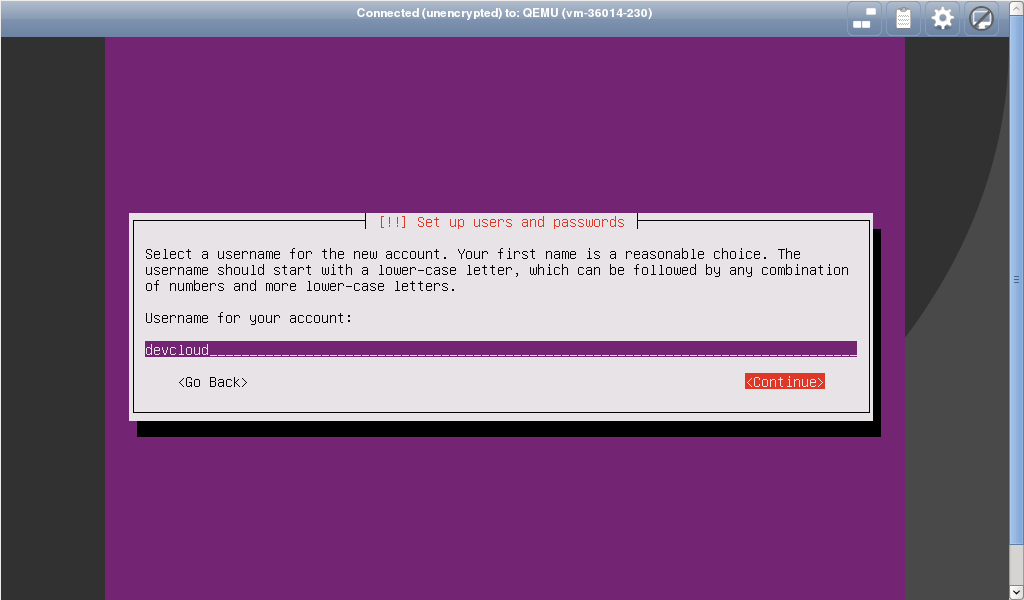 Connected (unencrypted) to: QEMU (vm-36014-230)
[!!] Set up users and passwords
Select a username for the new account. Your first name is a reasonable choice. The
username should start with a lower-case letter, which can be followed by any combination
of numbers and more lower-case letters.
Username for your account:
devcloud_________________________________________________________________________________
<Go Back>
<Continue>